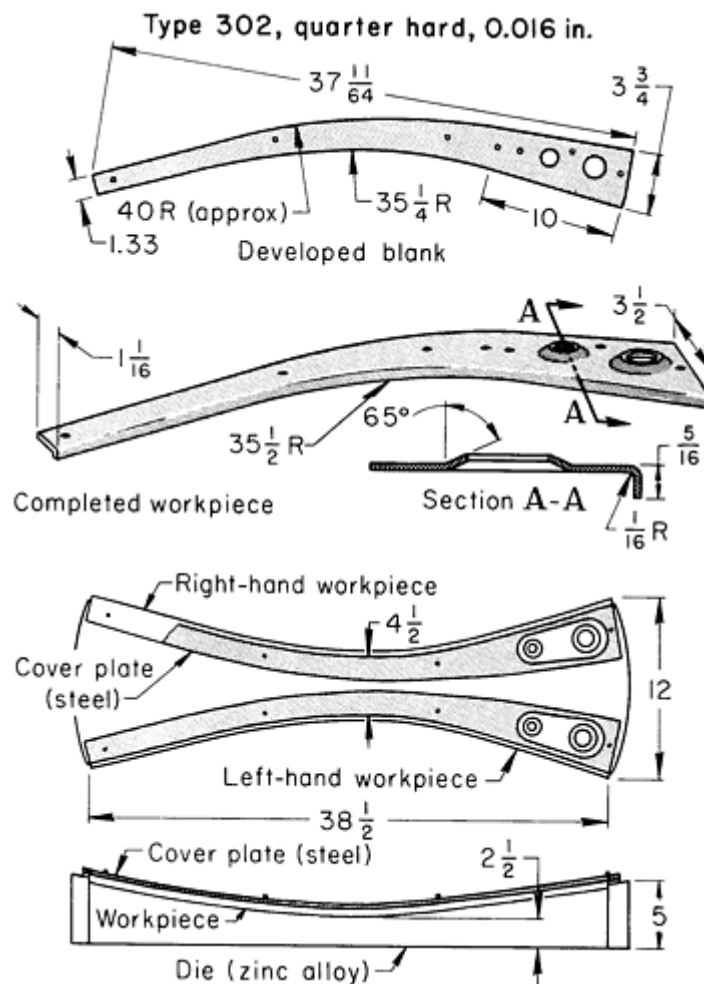 Type 302, quarter hard, 0.016 in.
37 11/64
3 3/4
40 R (approx)
35 1/4 R
10
1.33
Developed blank
A
3 1/2
1 1/16
A
65°
35 1/2 R
5/16
Completed workpiece
Section A-A
1/16 R
Right-hand workpiece
4 1/2
Cover plate
(steel)
12
Left-hand workpiece
38 1/2
Cover plate (steel)
2 1/2
Workpiece
5
Die (zinc alloy)